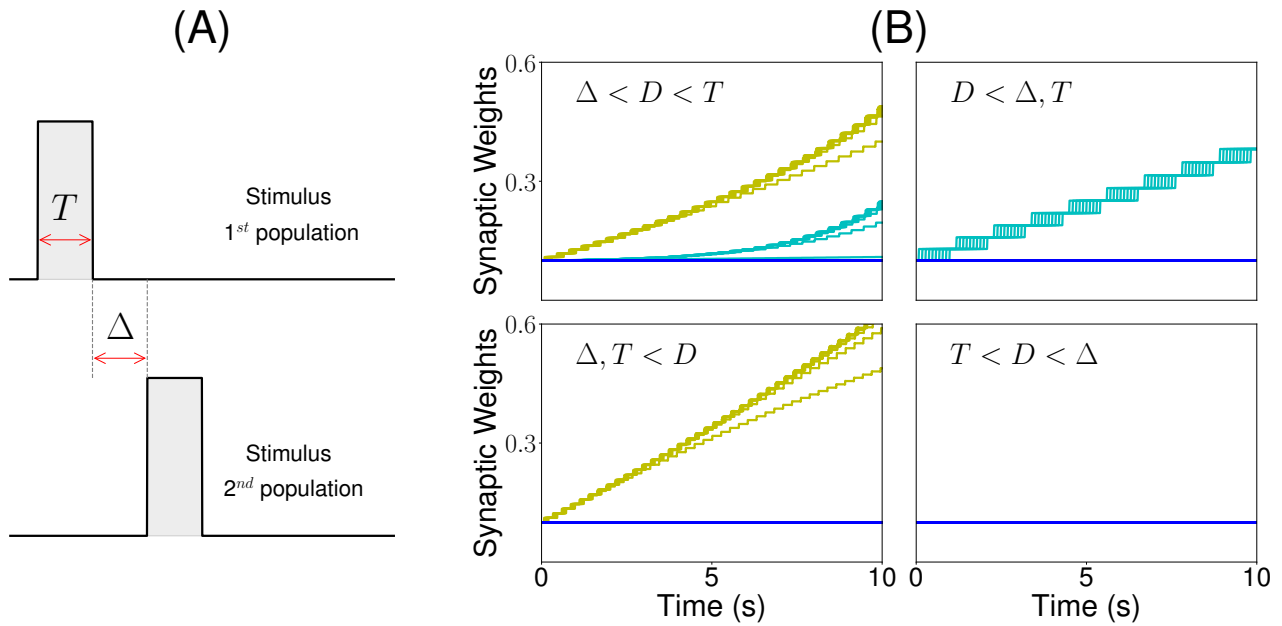 (A)
T
Stimulus
1st population
Δ
Stimulus
2nd population
(B)
Synaptic Weights
0.6
0.3
Δ < D < T
D < Δ, T
Synaptic Weights
0.6
0.3
Δ, T < D
T < D < Δ
0
5
10
Time (s)
0
5
10
Time (s)